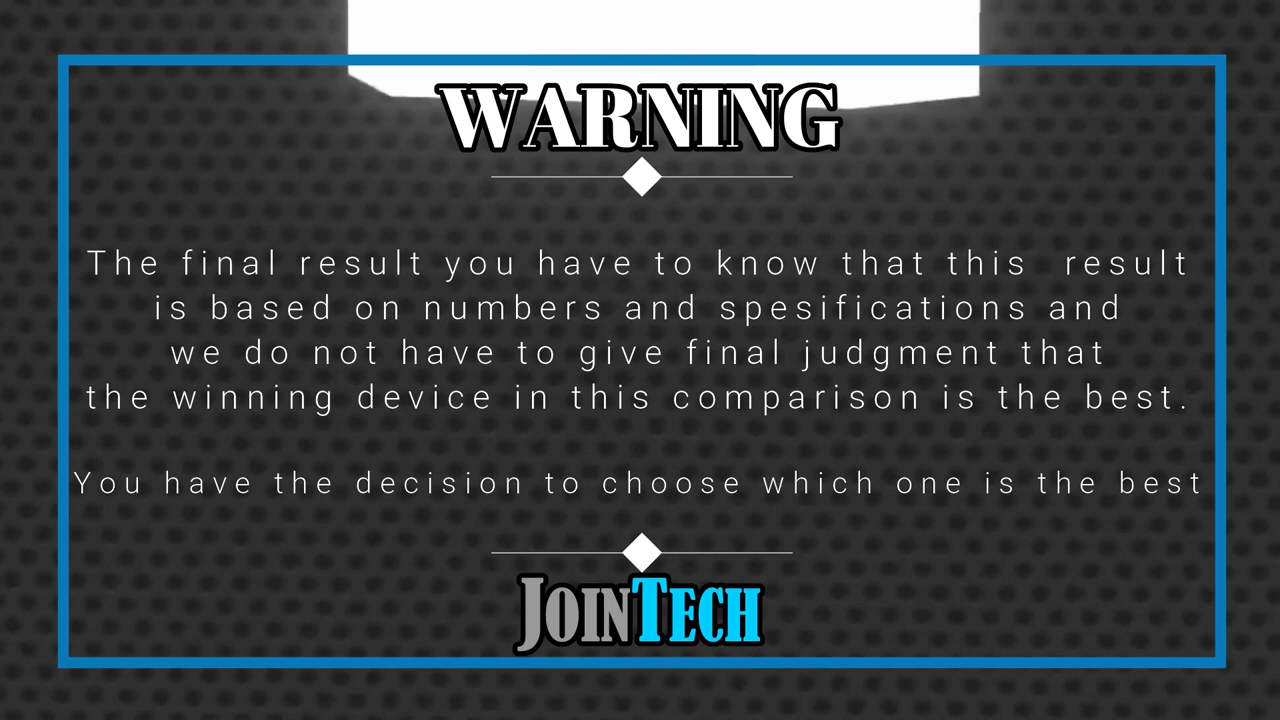 WARNING
The final result you have to know that this result
is based on numbers and spesifications and
we do not have to give final judgment that
the winning device in this comparison is the best.
You have the decision to choose which one is the best
JOINTECH